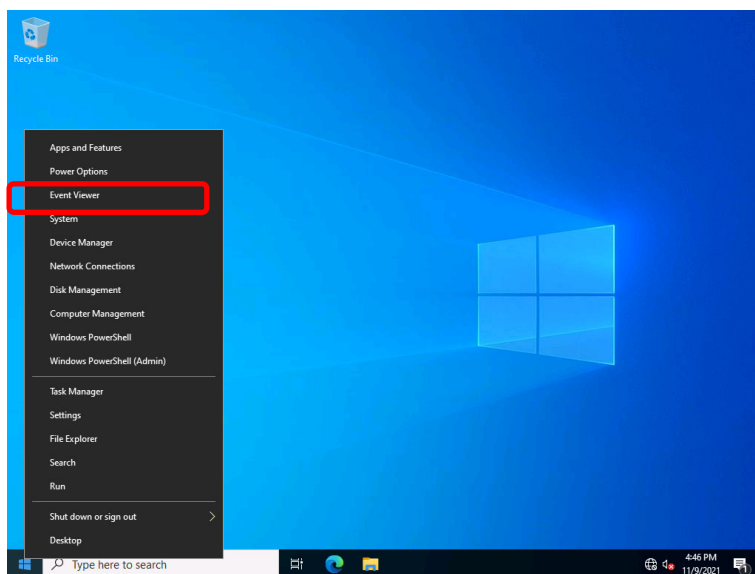 Recycle Bin
Apps and Features
Power Options
Event Viewer
System
Device Manager
Network Connections
Disk Management
Computer Management
Windows PowerShell
Windows PowerShell (Admin)
Task Manager
Settings
File Explorer
Search
Run
Shut down or sign out
Desktop
Type here to search
4:46 PM
11/9/2021